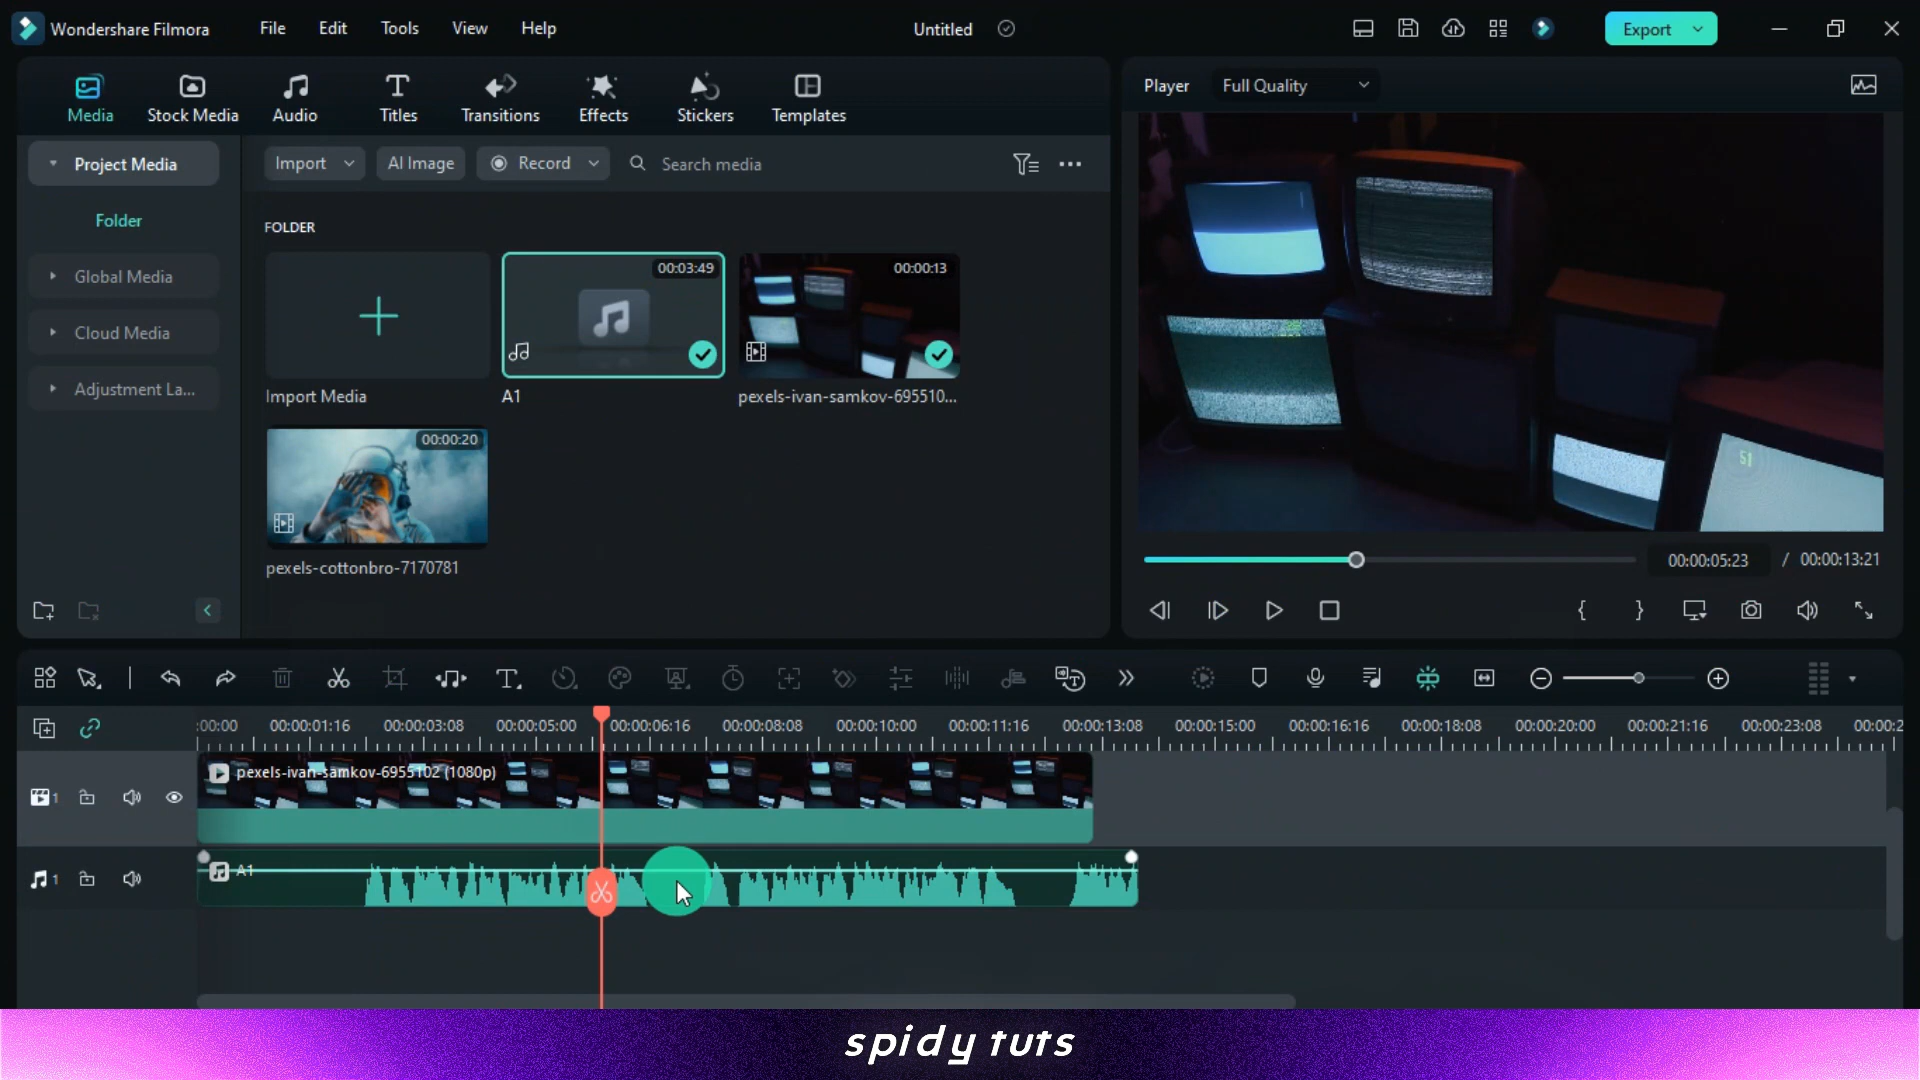 Wondershare Filmora File Edit Tools View Help Untitled Export
Media Stock Media Audio Titles Transitions Effects Stickers Templates
Player Full Quality
Project Media
Folder
Global Media
Cloud Media
Adjustment La...
Import AI Image Record Search media
FOLDER
00:03:49
00:00:13
Import Media A1 pexels-ivan-samkov-695510...
00:00:20
pexels-cottonbro-7170781
51
00:00:05:23 / 00:00:13:21
:00:00 00:00:01:16 00:00:03:08 00:00:05:00 00:00:06:16 00:00:08:08 00:00:10:00 00:00:11:16 00:00:13:08 00:00:15:00 00:00:16:16 00:00:18:08 00:00:20:00 00:00:21:16 00:00:23:08 00:00:2
1 pexels-ivan-samkov-6955102 (1080p)
1 A1
spidy tuts